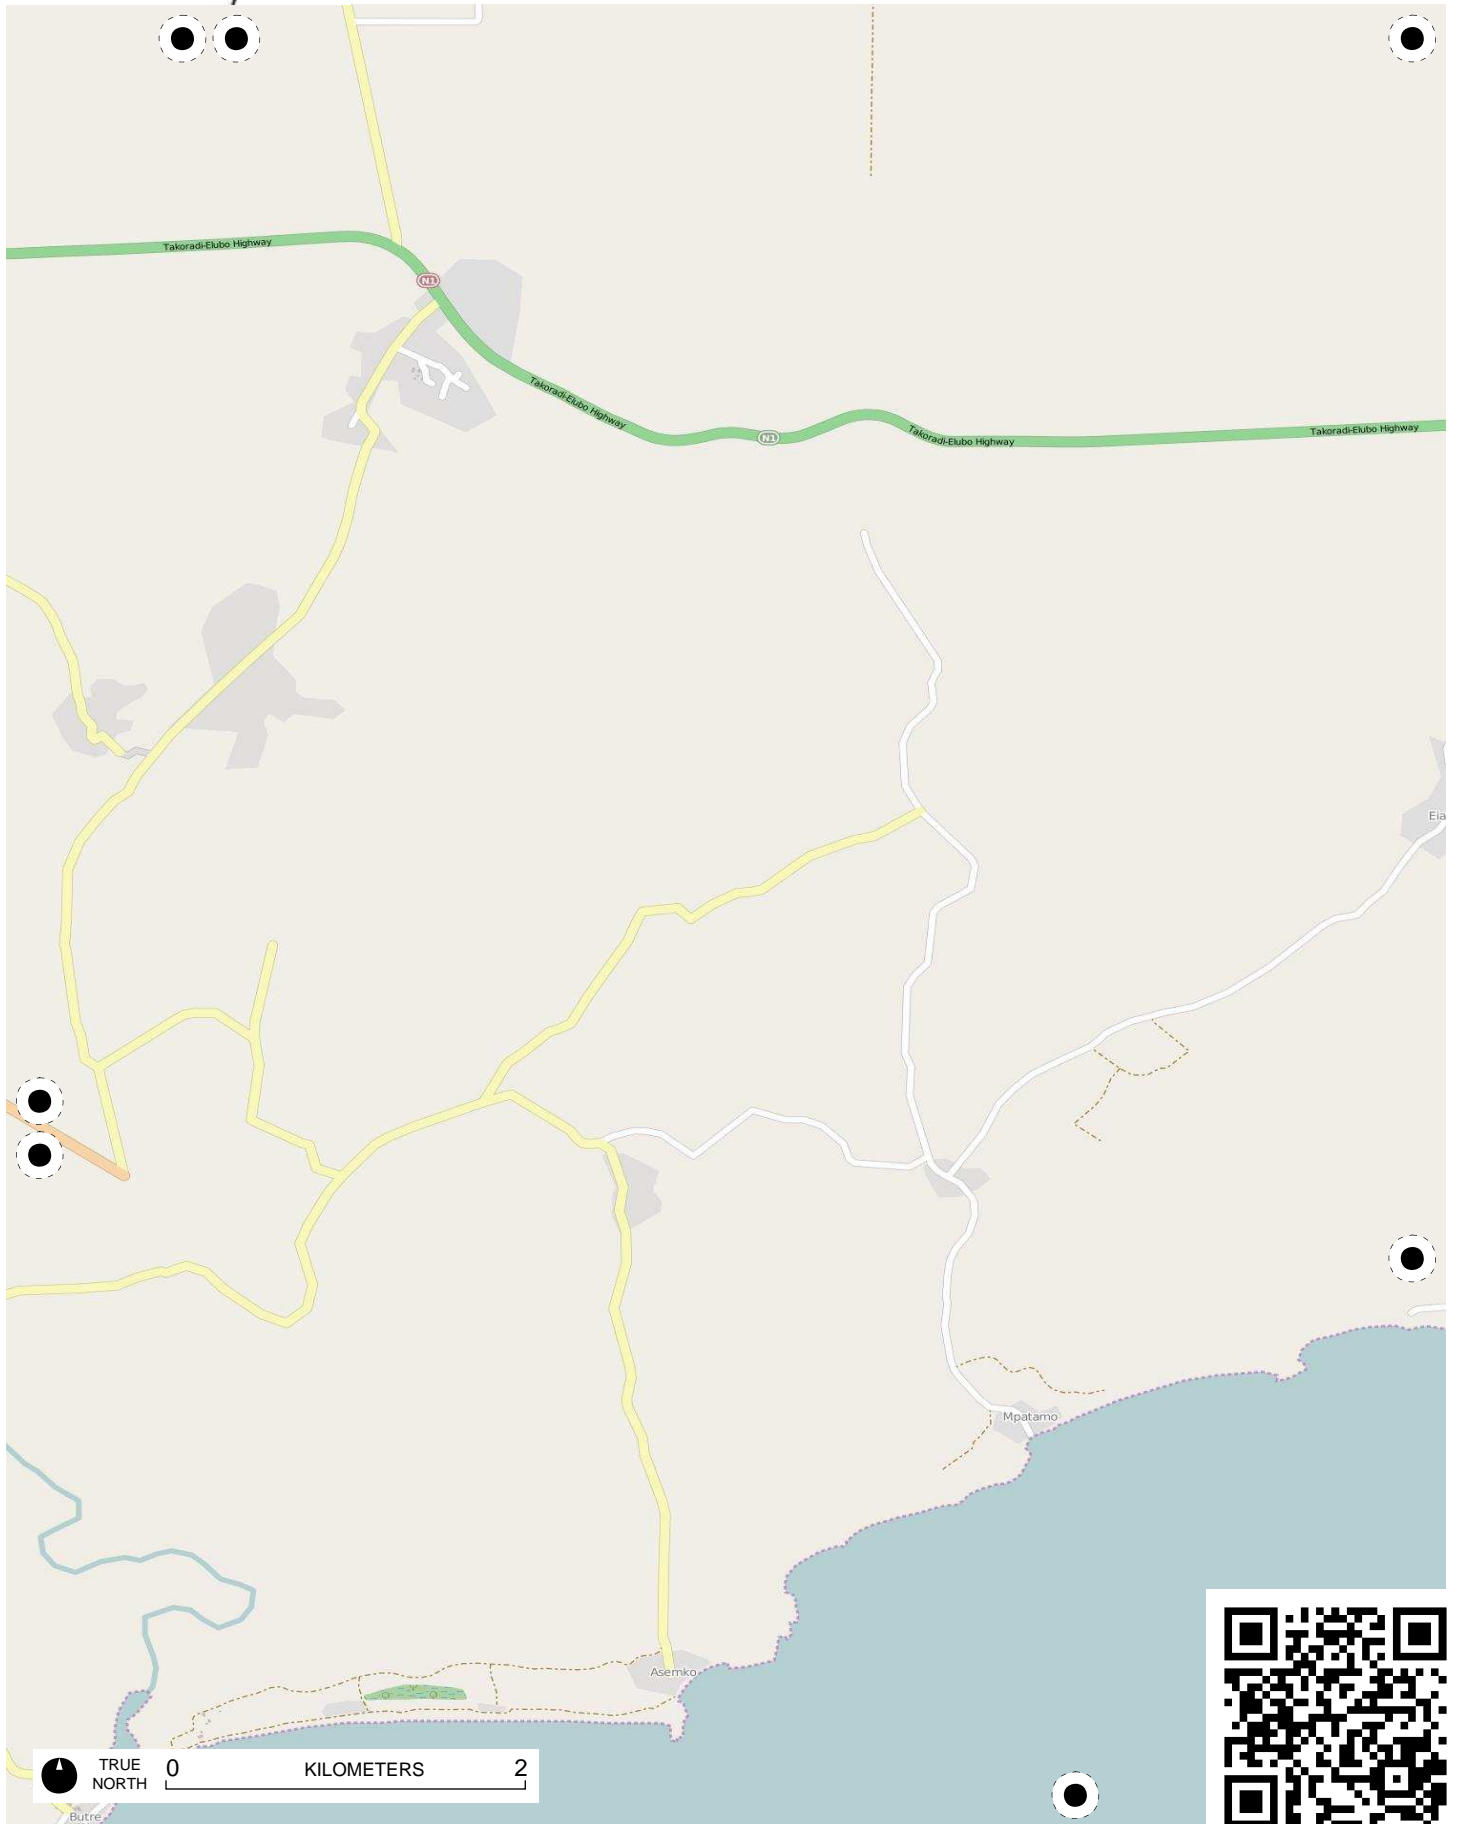 Takoradi-Elubo Highway
N1
Takoradi-Elubo Highway
N1
Takoradi-Elubo Highway
Takoradi-Elubo Highway
Eia
Mpatamo
Asemko
TRUE
NORTH
0 KILOMETERS 2
Butre